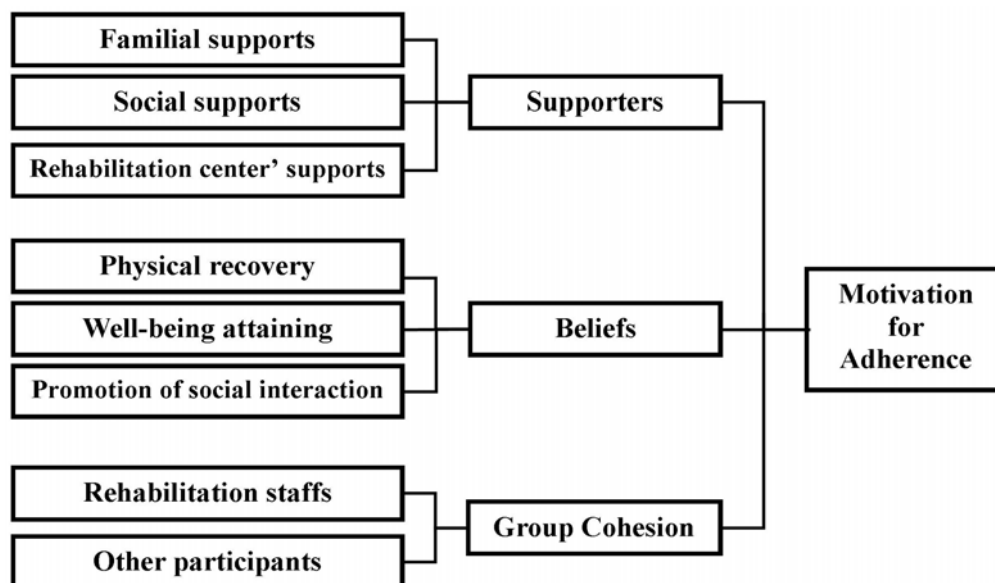 Familial supports
Social supports
Rehabilitation center' supports
Supporters
Physical recovery
Well-being attaining
Promotion of social interaction
Beliefs
Rehabilitation staffs
Other participants
Group Cohesion
Motivation
for
Adherence